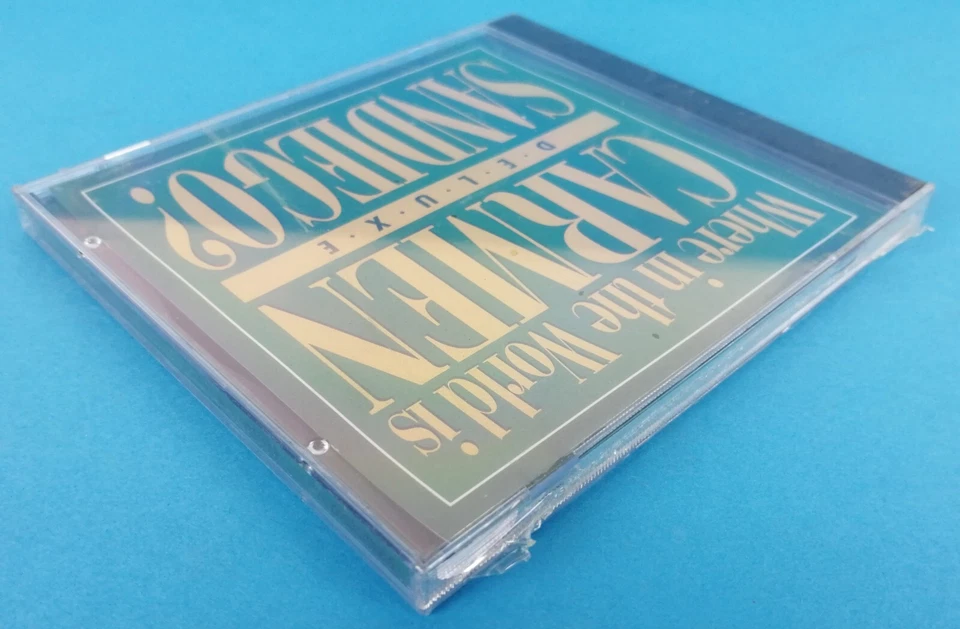 Where in the World is
CARMEN
D·E·L·U·X·E
SANDIEGO?